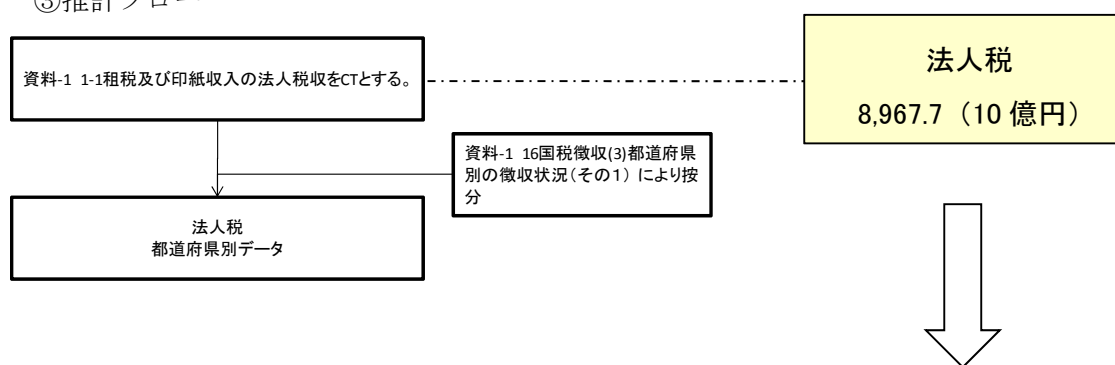 ③推計フロー
資料-1 1-1租税及び印紙収入の法人税収をCTとする。
法人税
8,967.7（10 億円）
資料-1 16国税徴収(3)都道府県
別の徴収状況（その１）により按
分
法人税
都道府県別データ